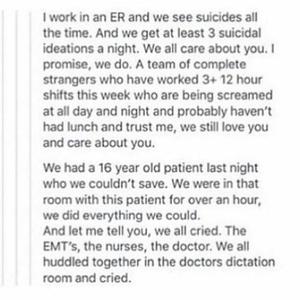 I work in an ER and we see suicides all
the time. And we get at least 3 suicidal
ideations a night. We all care about you. I
promise, we do. A team of complete
strangers who have worked 3+ 12 hour
shifts this week who are being screamed
at all day and night and probably haven't
had lunch and trust me, we still love you
and care about you.
We had a 16 year old patient last night
who we couldn't save. We were in that
room with this patient for over an hour,
we did everything we could.
And let me tell you, we all cried. The
EMT's, the nurses, the doctor. We all
huddled together in the doctors dictation
room and cried.